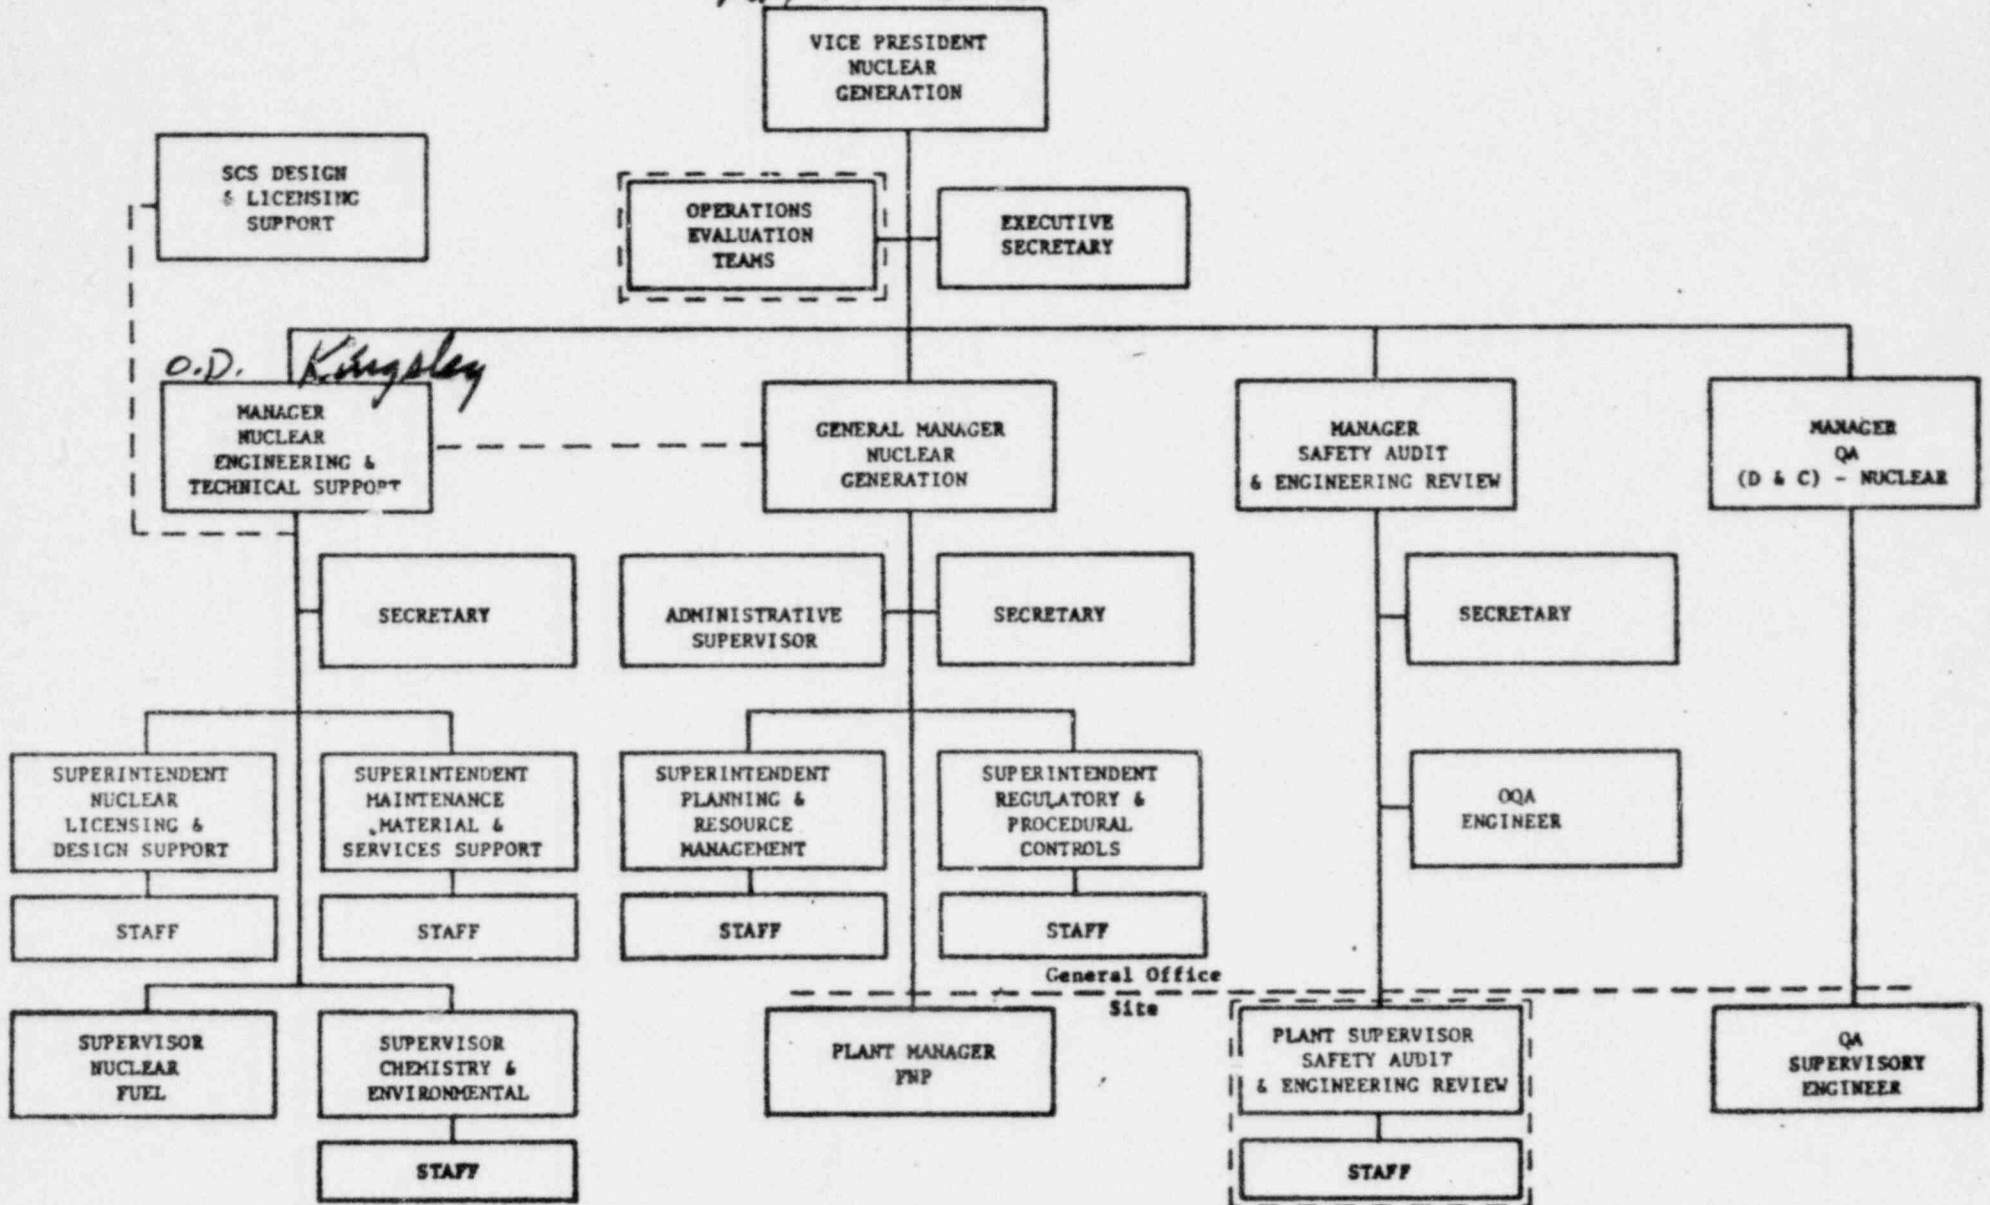 VICE PRESIDENT
NUCLEAR
GENERATION
SCS DESIGN
& LICENSING
SUPPORT
OPERATIONS
EVALUATION
TEAMS
EXECUTIVE
SECRETARY
O.D. Kingsley
MANAGER
NUCLEAR
ENGINEERING &
TECHNICAL SUPPORT
GENERAL MANAGER
NUCLEAR
GENERATION
MANAGER
SAFETY AUDIT
& ENGINEERING REVIEW
MANAGER
QA
(D & C) - NUCLEAR
SECRETARY
ADMINISTRATIVE
SUPERVISOR
SECRETARY
SECRETARY
SUPERINTENDENT
NUCLEAR
LICENSING &
DESIGN SUPPORT
SUPERINTENDENT
MAINTENANCE
MATERIAL &
SERVICES SUPPORT
SUPERINTENDENT
PLANNING &
RESOURCE
MANAGEMENT
SUPERINTENDENT
REGULATORY &
PROCEDURAL
CONTROLS
OQA
ENGINEER
STAFF
STAFF
STAFF
STAFF
General Office
Site
SUPERVISOR
NUCLEAR
FUEL
SUPERVISOR
CHEMISTRY &
ENVIRONMENTAL
PLANT MANAGER
FNP
PLANT SUPERVISOR
SAFETY AUDIT
& ENGINEERING REVIEW
QA
SUPERVISORY
ENGINEER
STAFF
STAFF